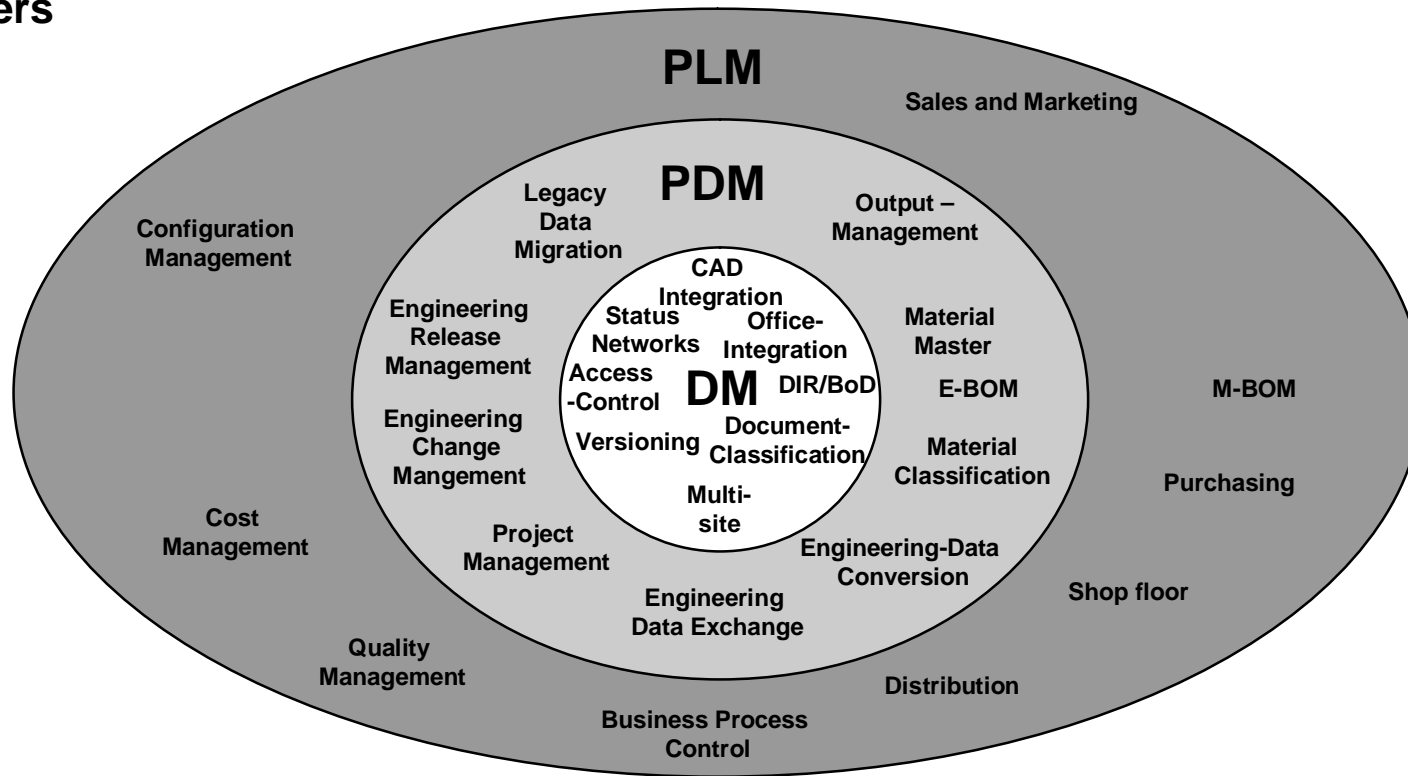 ers
PLM
Sales and Marketing
Configuration
Management
Cost
Management
Quality
Management
Business Process
Control
Distribution
Shop floor
Purchasing
M-BOM
PDM
Legacy
Data
Migration
Output –
Management
Engineering
Release
Management
Material
Master
E-BOM
Engineering
Change
Mangement
Material
Classification
Project
Management
Engineering-Data
Conversion
Engineering
Data Exchange
CAD
Integration
Status
Networks
Office-
Integration
Access
-Control
DM
DIR/BoD
Versioning
Document-
Classification
Multi-
site